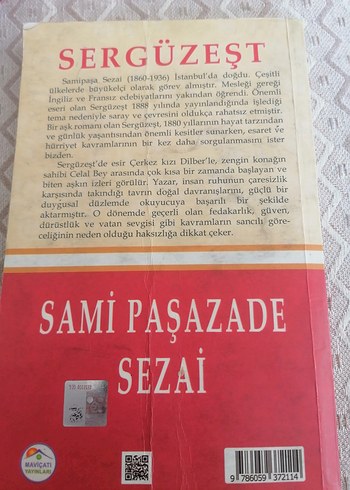 SERGÜZEŞT
Samipaşa Sezai (1860-1936) İstanbul'da doğdu. Çeşitli
ülkelerde büyükelçi olarak görev almıştır. Mesleği gereği
İngiliz ve Fransız edebiyatlarını yakından öğrendi. Önemli
eseri olan Sergüzeşt 1888 yılında yayınlandığında işlediği
tema nedeniyle saray ve çevresini oldukça rahatsız etmiştir.
Bir aşk romanı olan Sergüzeşt, 1880 yıllarının hayat tarzından
ve günlük yaşantısından önemli kesitler sunarken, esaret ve
hürriyet kavramlarının bir kez daha sorgulanmasını ister
bizden.
Sergüzeşt'de esir Çerkez kızı Dilber'le, zengin konağın
sahibi Celal Bey arasında çok kısa bir zamanda başlayan ve
biten aşkın izleri görülür. Yazar, insan ruhunun çaresizlik
karşısında takındığı tavrın doğal davranışlarını, güçlü bir
duygusal düzlemde okuyucuya başarılı bir şekilde
aktarmıştır. O dönemde geçerli olan fedakarlık, güven,
dürüstlük ve vatan sevgisi gibi kavramların sancılı göre-
celiğinin neden olduğu haksızlığa dikkat çeker.
SAMİ PAŞAZADE
SEZAİ
MAVİÇATI
YAYINLARI
9 786059 372114